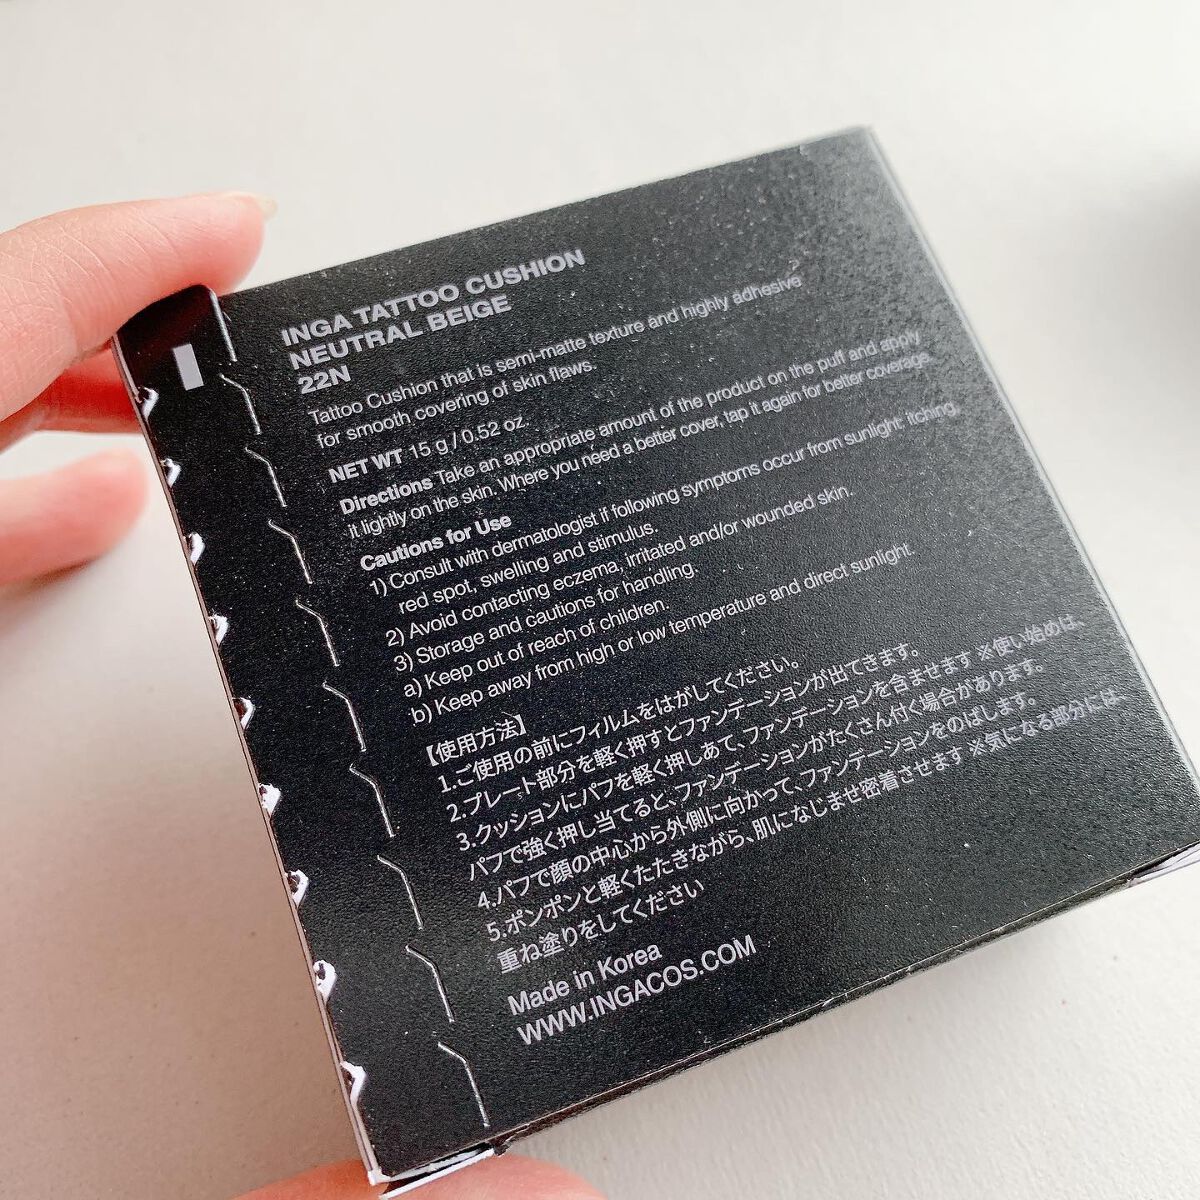 INGA TATTOO CUSHION
NEUTRAL BEIGE
22N
Tattoo Cushion that is semi-matte texture and highly adhesive
for smooth covering of skin flaws.
NET WT 15 g / 0.52 oz.
Directions Take an appropriate amount of the product on the puff and apply
it lightly on the skin. Where you need a better cover, tap it again for better coverage.
Cautions for Use
1) Consult with dermatologist if following symptoms occur from sunlight: itching,
red spot, swelling and stimulus.
2) Avoid contacting eczema, irritated and/or wounded skin.
3) Storage and cautions for handling
a) Keep out of reach of children.
b) Keep away from high or low temperature and direct sunlight.
【使用方法】
1.ご使用の前にフィルムをはがしてください。
2.プレート部分を軽く押すとファンデーションが出てきます。
3.クッションにパフを軽く押しあて、ファンデーションを含ませます ※使い始めは、
パフで強く押し当てると、ファンデーションがたくさん付く場合があります。
4.パフで顔の中心から外側に向かって、ファンデーションをのばします。
5.ポンポンと軽くたたきながら、肌になじませ密着させます ※気になる部分には、
重ね塗りをしてください
Made in Korea
WWW.INGACOS.COM